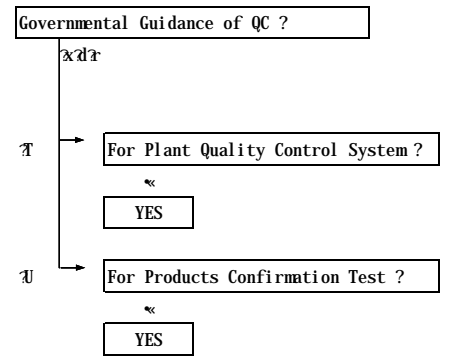 Governmental Guidance of QC ?
?x?d?r
?T
For Plant Quality Control System ?
•«
YES
?U
For Products Confirmation Test ?
•«
YES